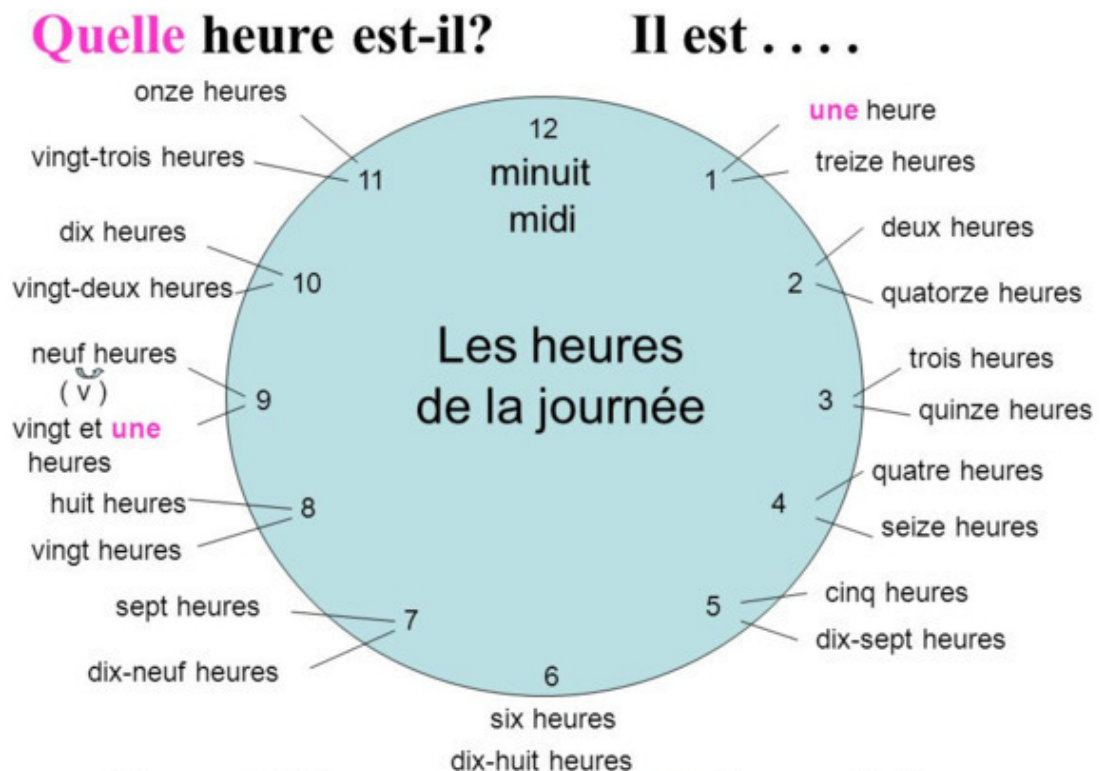 Quelle heure est-il? Il est . . . .
onze heures
vingt-trois heures
dix heures
vingt-deux heures
neuf heures
( v )
vingt et une
heures
huit heures
vingt heures
sept heures
dix-neuf heures
12
minuit
midi
11
10
9
8
7
6
1
2
3
4
5
Les heures
de la journée
une heure
treize heures
deux heures
quatorze heures
trois heures
quinze heures
quatre heures
seize heures
cinq heures
dix-sept heures
six heures
dix-huit heures